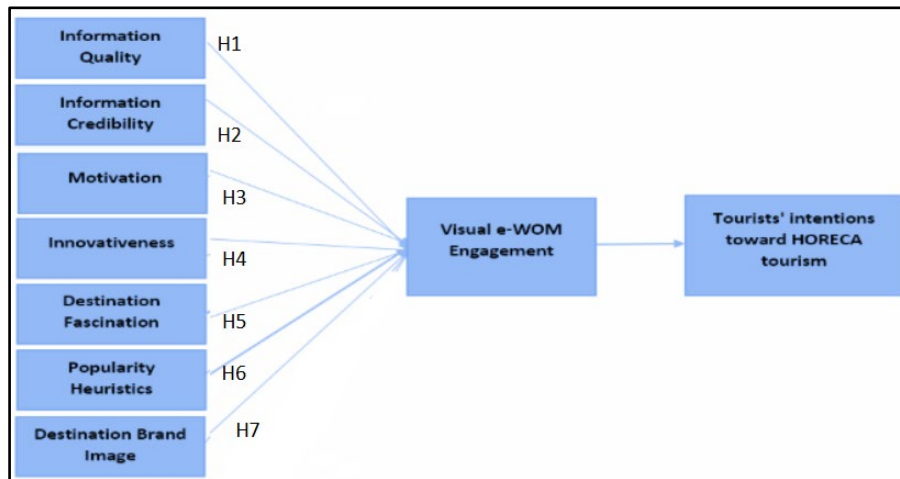 Information
Quality
H1
Information
Credibility
H2
Motivation
H3
Innovativeness
H4
Destination
Fascination
H5
Popularity
Heuristics
H6
Destination Brand
Image
H7
Visual e-WOM
Engagement
Tourists' intentions
toward HORECA
tourism